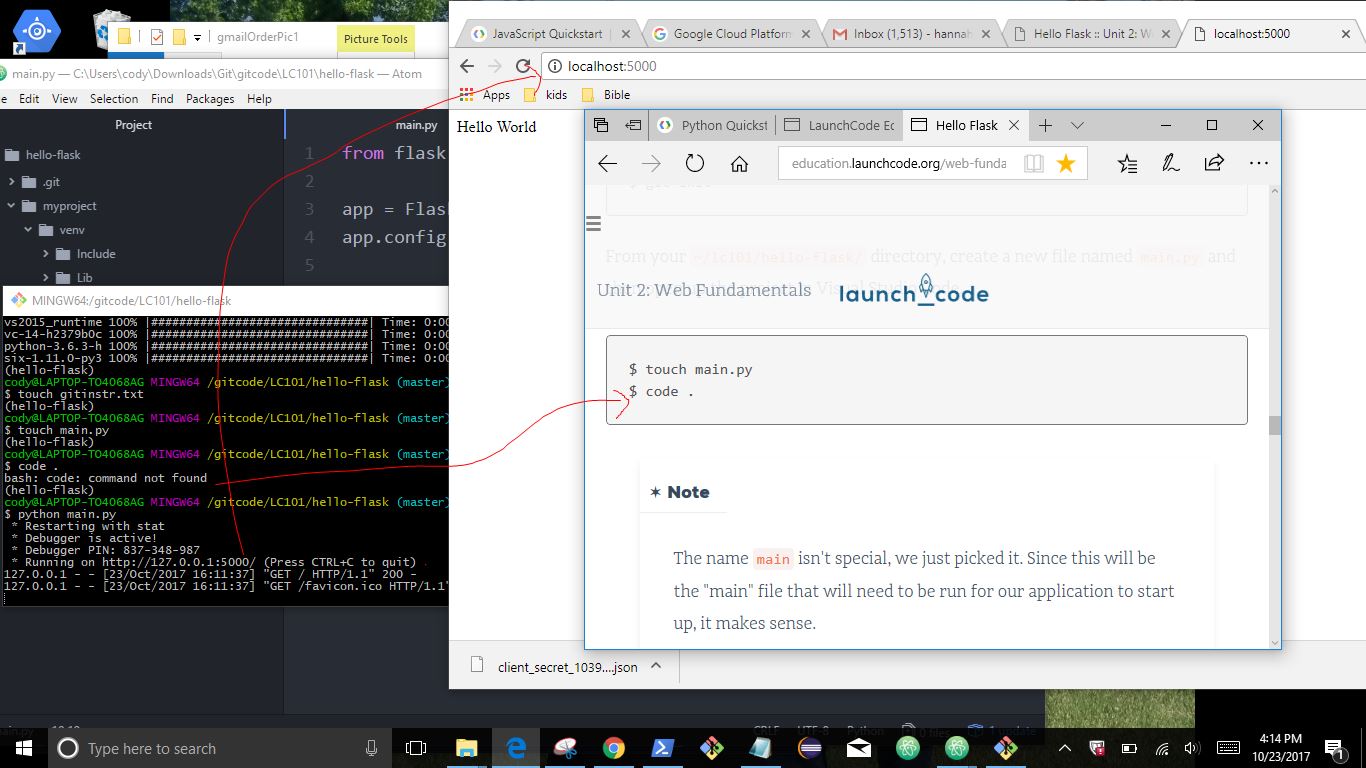 gmailOrderPic1
Picture Tools
main.py — C:\Users\cody\Downloads\Git\gitcode\LC101\hello-flask — Atom
Edit View Selection Find Packages Help
Project
main.py
hello-flask
.git
myproject
venv
Include
Lib
1 from flask
2
3 app = Flask
4 app.config
5
MINGW64:/gitcode/LC101/hello-flask
vs2015_runtime 100% |###############################| Time: 0:00
vc-14-h2379b0c 100% |###############################| Time: 0:00
python-3.6.3-h 100% |###############################| Time: 0:00
six-1.11.0-py3 100% |###############################| Time: 0:00
(hello-flask)
cody@LAPTOP-TO4068AG MINGW64 /gitcode/LC101/hello-flask (master)
$ touch gitinstr.txt
(hello-flask)
cody@LAPTOP-TO4068AG MINGW64 /gitcode/LC101/hello-flask (master)
$ touch main.py
(hello-flask)
cody@LAPTOP-TO4068AG MINGW64 /gitcode/LC101/hello-flask (master)
$ code .
bash: code: command not found
(hello-flask)
cody@LAPTOP-TO4068AG MINGW64 /gitcode/LC101/hello-flask (master)
$ python main.py
* Restarting with stat
* Debugger is active!
* Debugger PIN: 837-348-987
* Running on http://127.0.0.1:5000/ (Press CTRL+C to quit)
127.0.0.1 - - [23/Oct/2017 16:11:37] "GET / HTTP/1.1" 200 -
127.0.0.1 - - [23/Oct/2017 16:11:37] "GET /favicon.ico HTTP/1.1"
JavaScript Quickstart
Google Cloud Platform
Inbox (1,513) - hannah
Hello Flask :: Unit 2: W
localhost:5000
localhost:5000
Apps kids Bible
Hello World
Python Quickst
LaunchCode Ec
Hello Flask
education.launchcode.org/web-funda
From your ~/lc101/hello-flask/ directory, create a new file named main.py and
Unit 2: Web Fundamentals launch_code
$ touch main.py
$ code .
✶ Note
The name main isn't special, we just picked it. Since this will be
the "main" file that will need to be run for our application to start
up, it makes sense.
client_secret_1039....json
CRLF UTF-8 Python 0 files 1 update
Type here to search
4:14 PM
10/23/2017
1